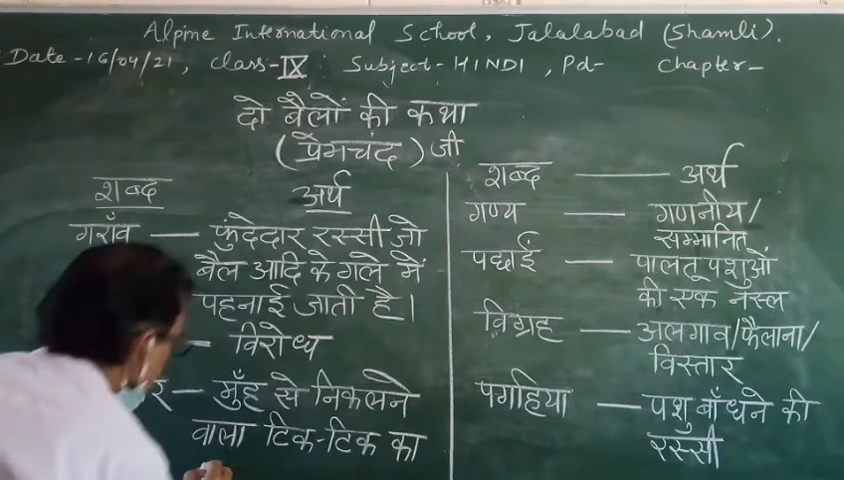 Alpine International School, Jalalabad (Shamli).
Date - 16/04/21, Class-IX Subject-HINDI, Pd- Chapter-
दो बैलों की कथा
(प्रेमचंद) जी
शब्द अर्थ
गराँव — फुंदेदार रस्सी जो
बैल आदि के गले में
पहनाई जाती है।
— विरोध
र — मुँह से निकलने
वाला टिक-टिक का
शब्द — अर्थ
गण्य — गणनीय/
सम्मानित
पछाईं — पालतू पशुओं
की एक नस्ल
विग्रह — अलगाव/फैलाना/
विस्तार
पगहिया — पशु बाँधने की
रस्सी